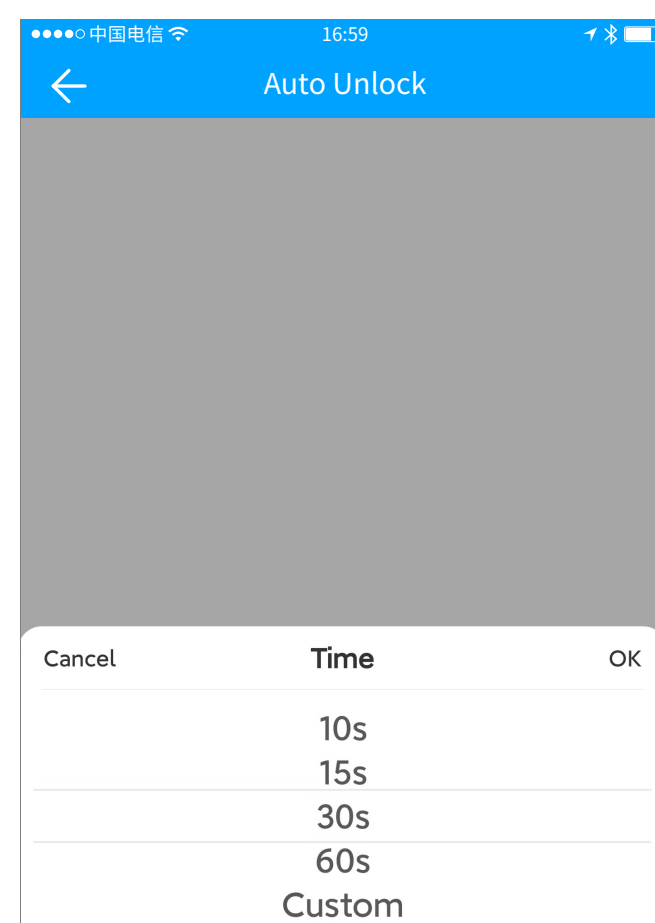 中国电信 16:59
Auto Unlock
Cancel Time OK
10s
15s
30s
60s
Custom